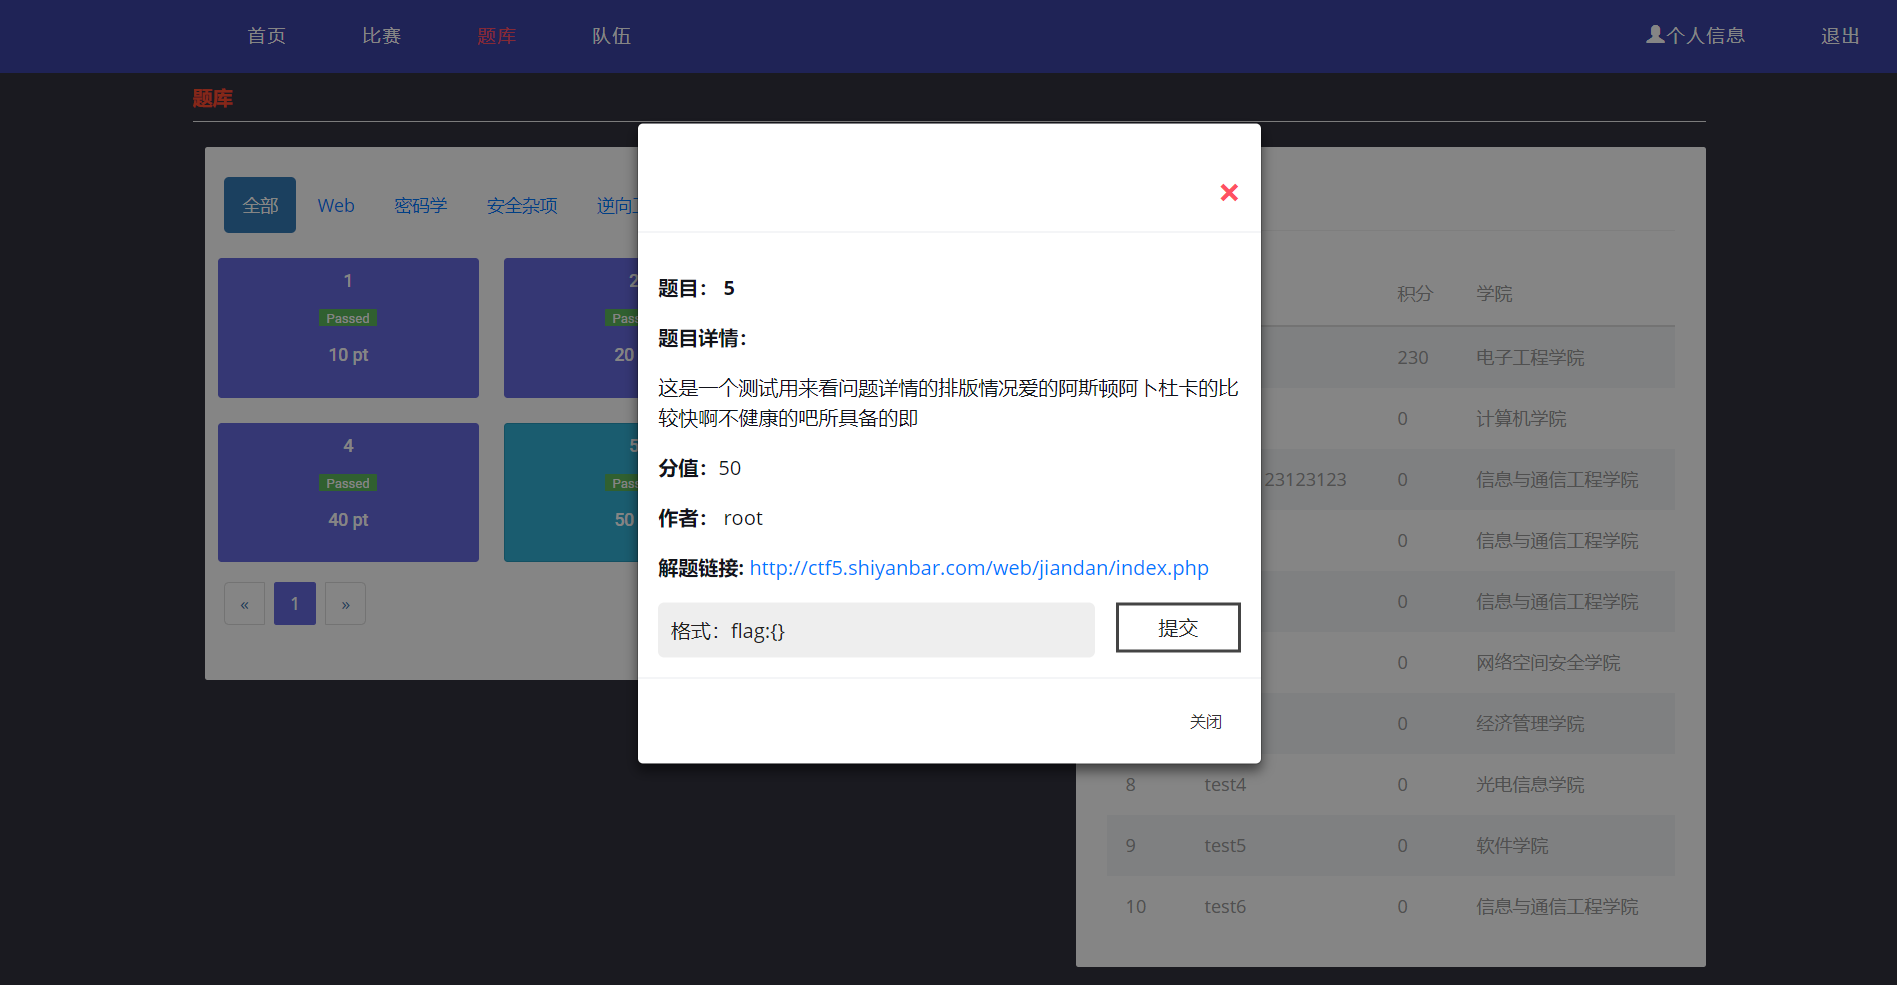 首页 比赛 题库 队伍 个人信息 退出
题库
全部 Web 密码学 安全杂项 逆向
1
Passed
10 pt
2
20
4
Passed
40 pt
5
50
« 1 »
×
题目： 5
题目详情：
这是一个测试用来看问题详情的排版情况爱的阿斯顿阿卜杜卡的比
较快啊不健康的吧所具备的即
分值：50
作者： root
解题链接: http://ctf5.shiyanbar.com/web/jiandan/index.php
格式：flag:{} 提交
关闭
积分 学院
230 电子工程学院
0 计算机学院
23123123 0 信息与通信工程学院
0 信息与通信工程学院
0 信息与通信工程学院
0 网络空间安全学院
0 经济管理学院
8 test4 0 光电信息学院
9 test5 0 软件学院
10 test6 0 信息与通信工程学院